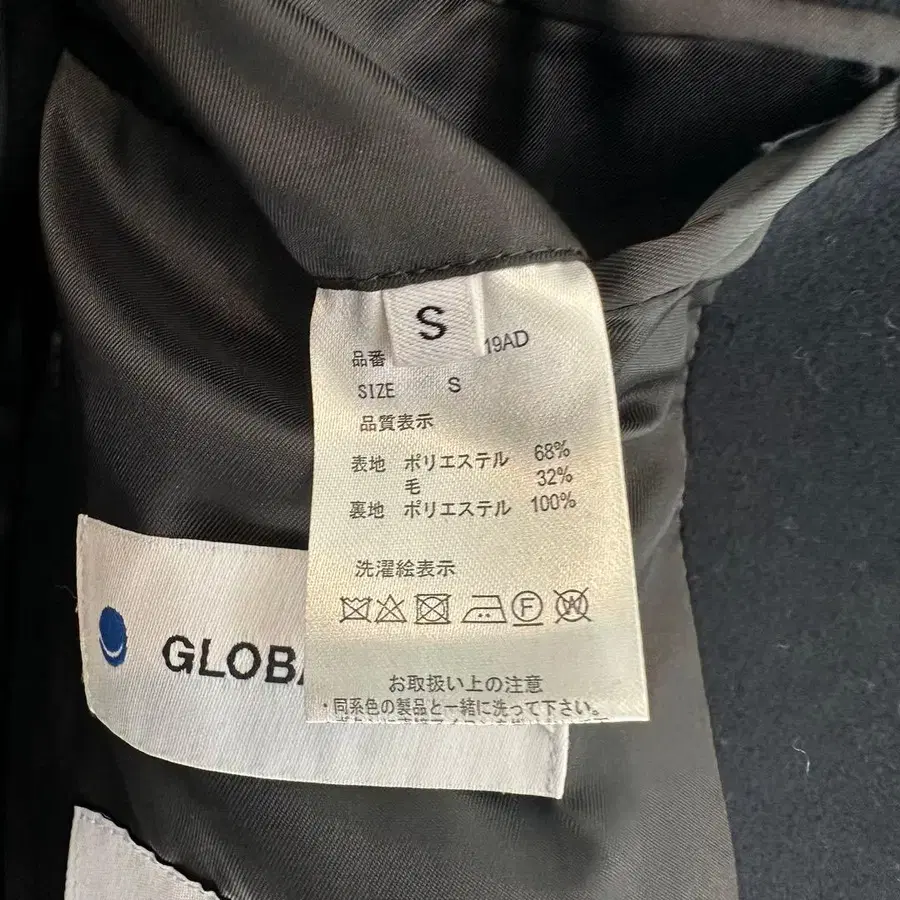 S
品番 19AD
SIZE S
品質表示
表地 ポリエステル 68%
毛 32%
裏地 ポリエステル 100%
洗濯絵表示
F
W
お取扱い上の注意
・同系色の製品と一緒に洗って下さい。
GLOBA